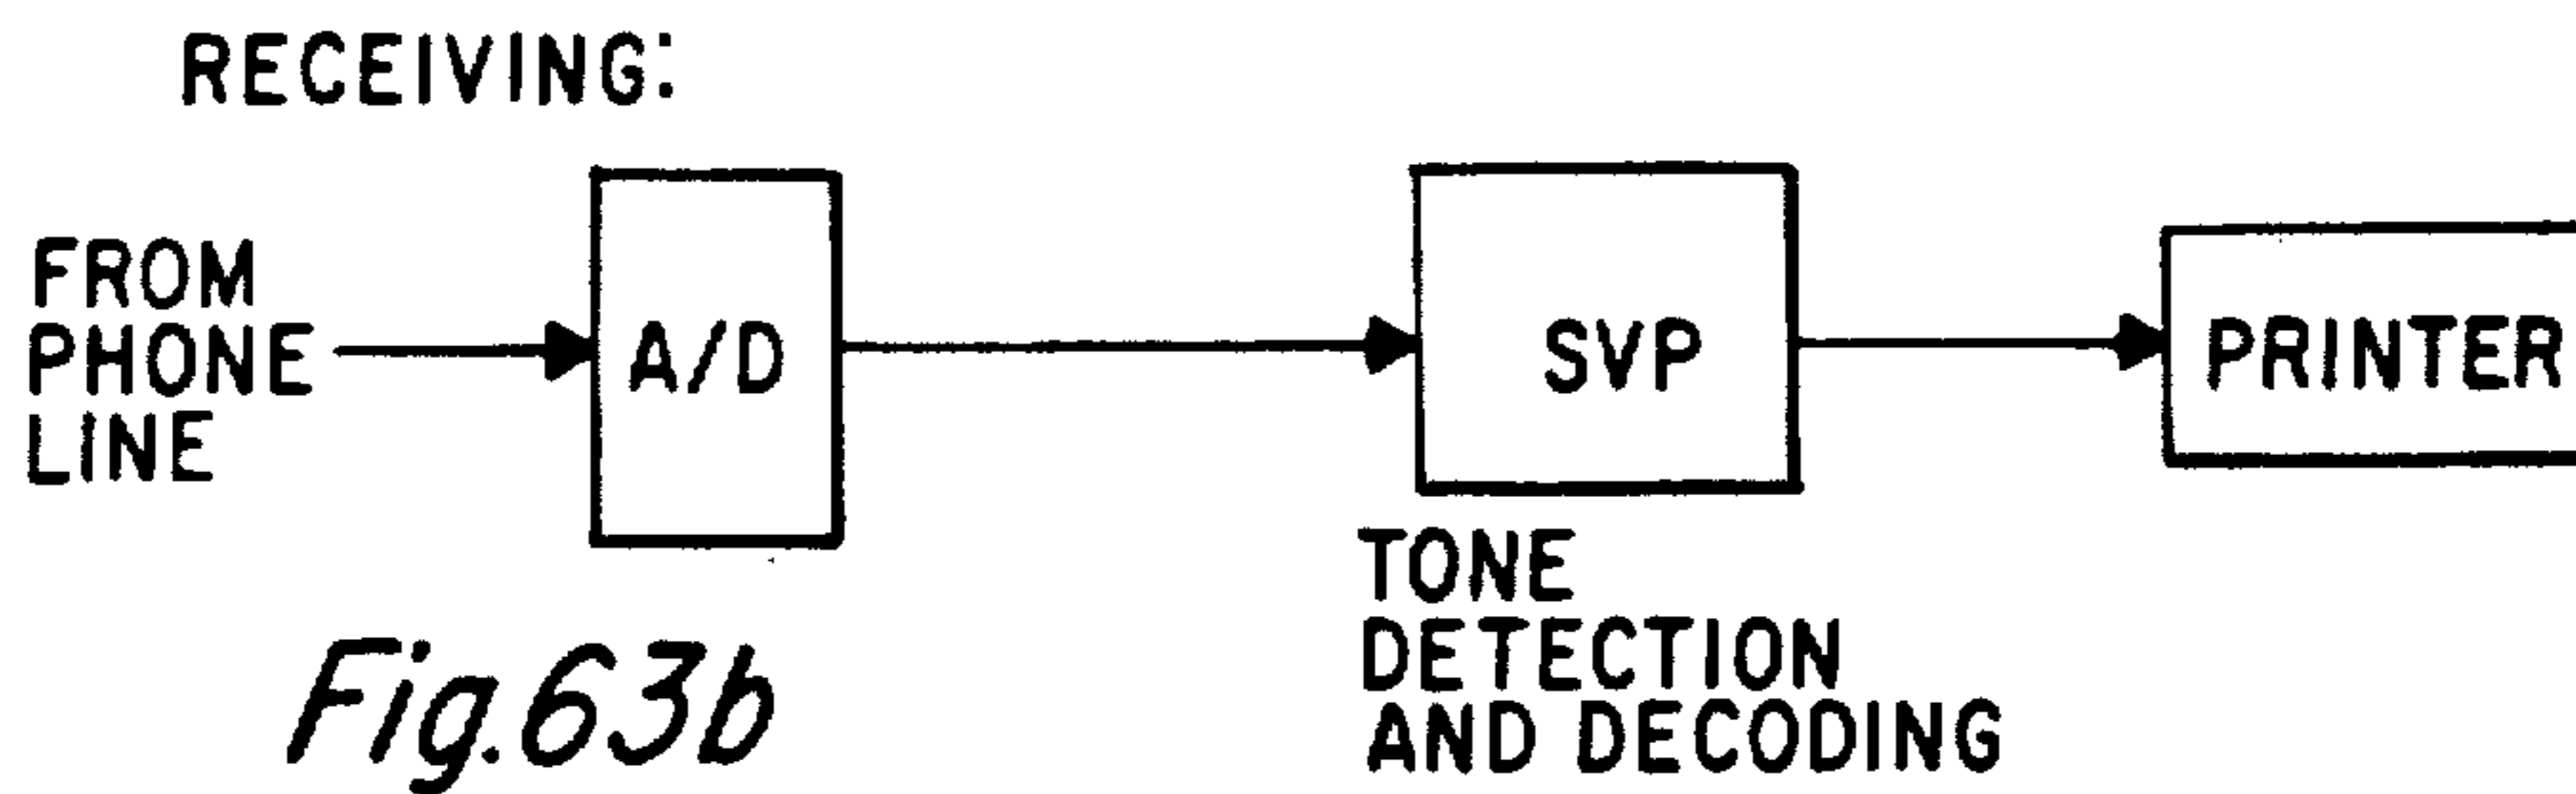 RECEIVING:
FROM
PHONE
LINE
A/D
SVP
PRINTER
TONE
DETECTION
AND DECODING
Fig.63b